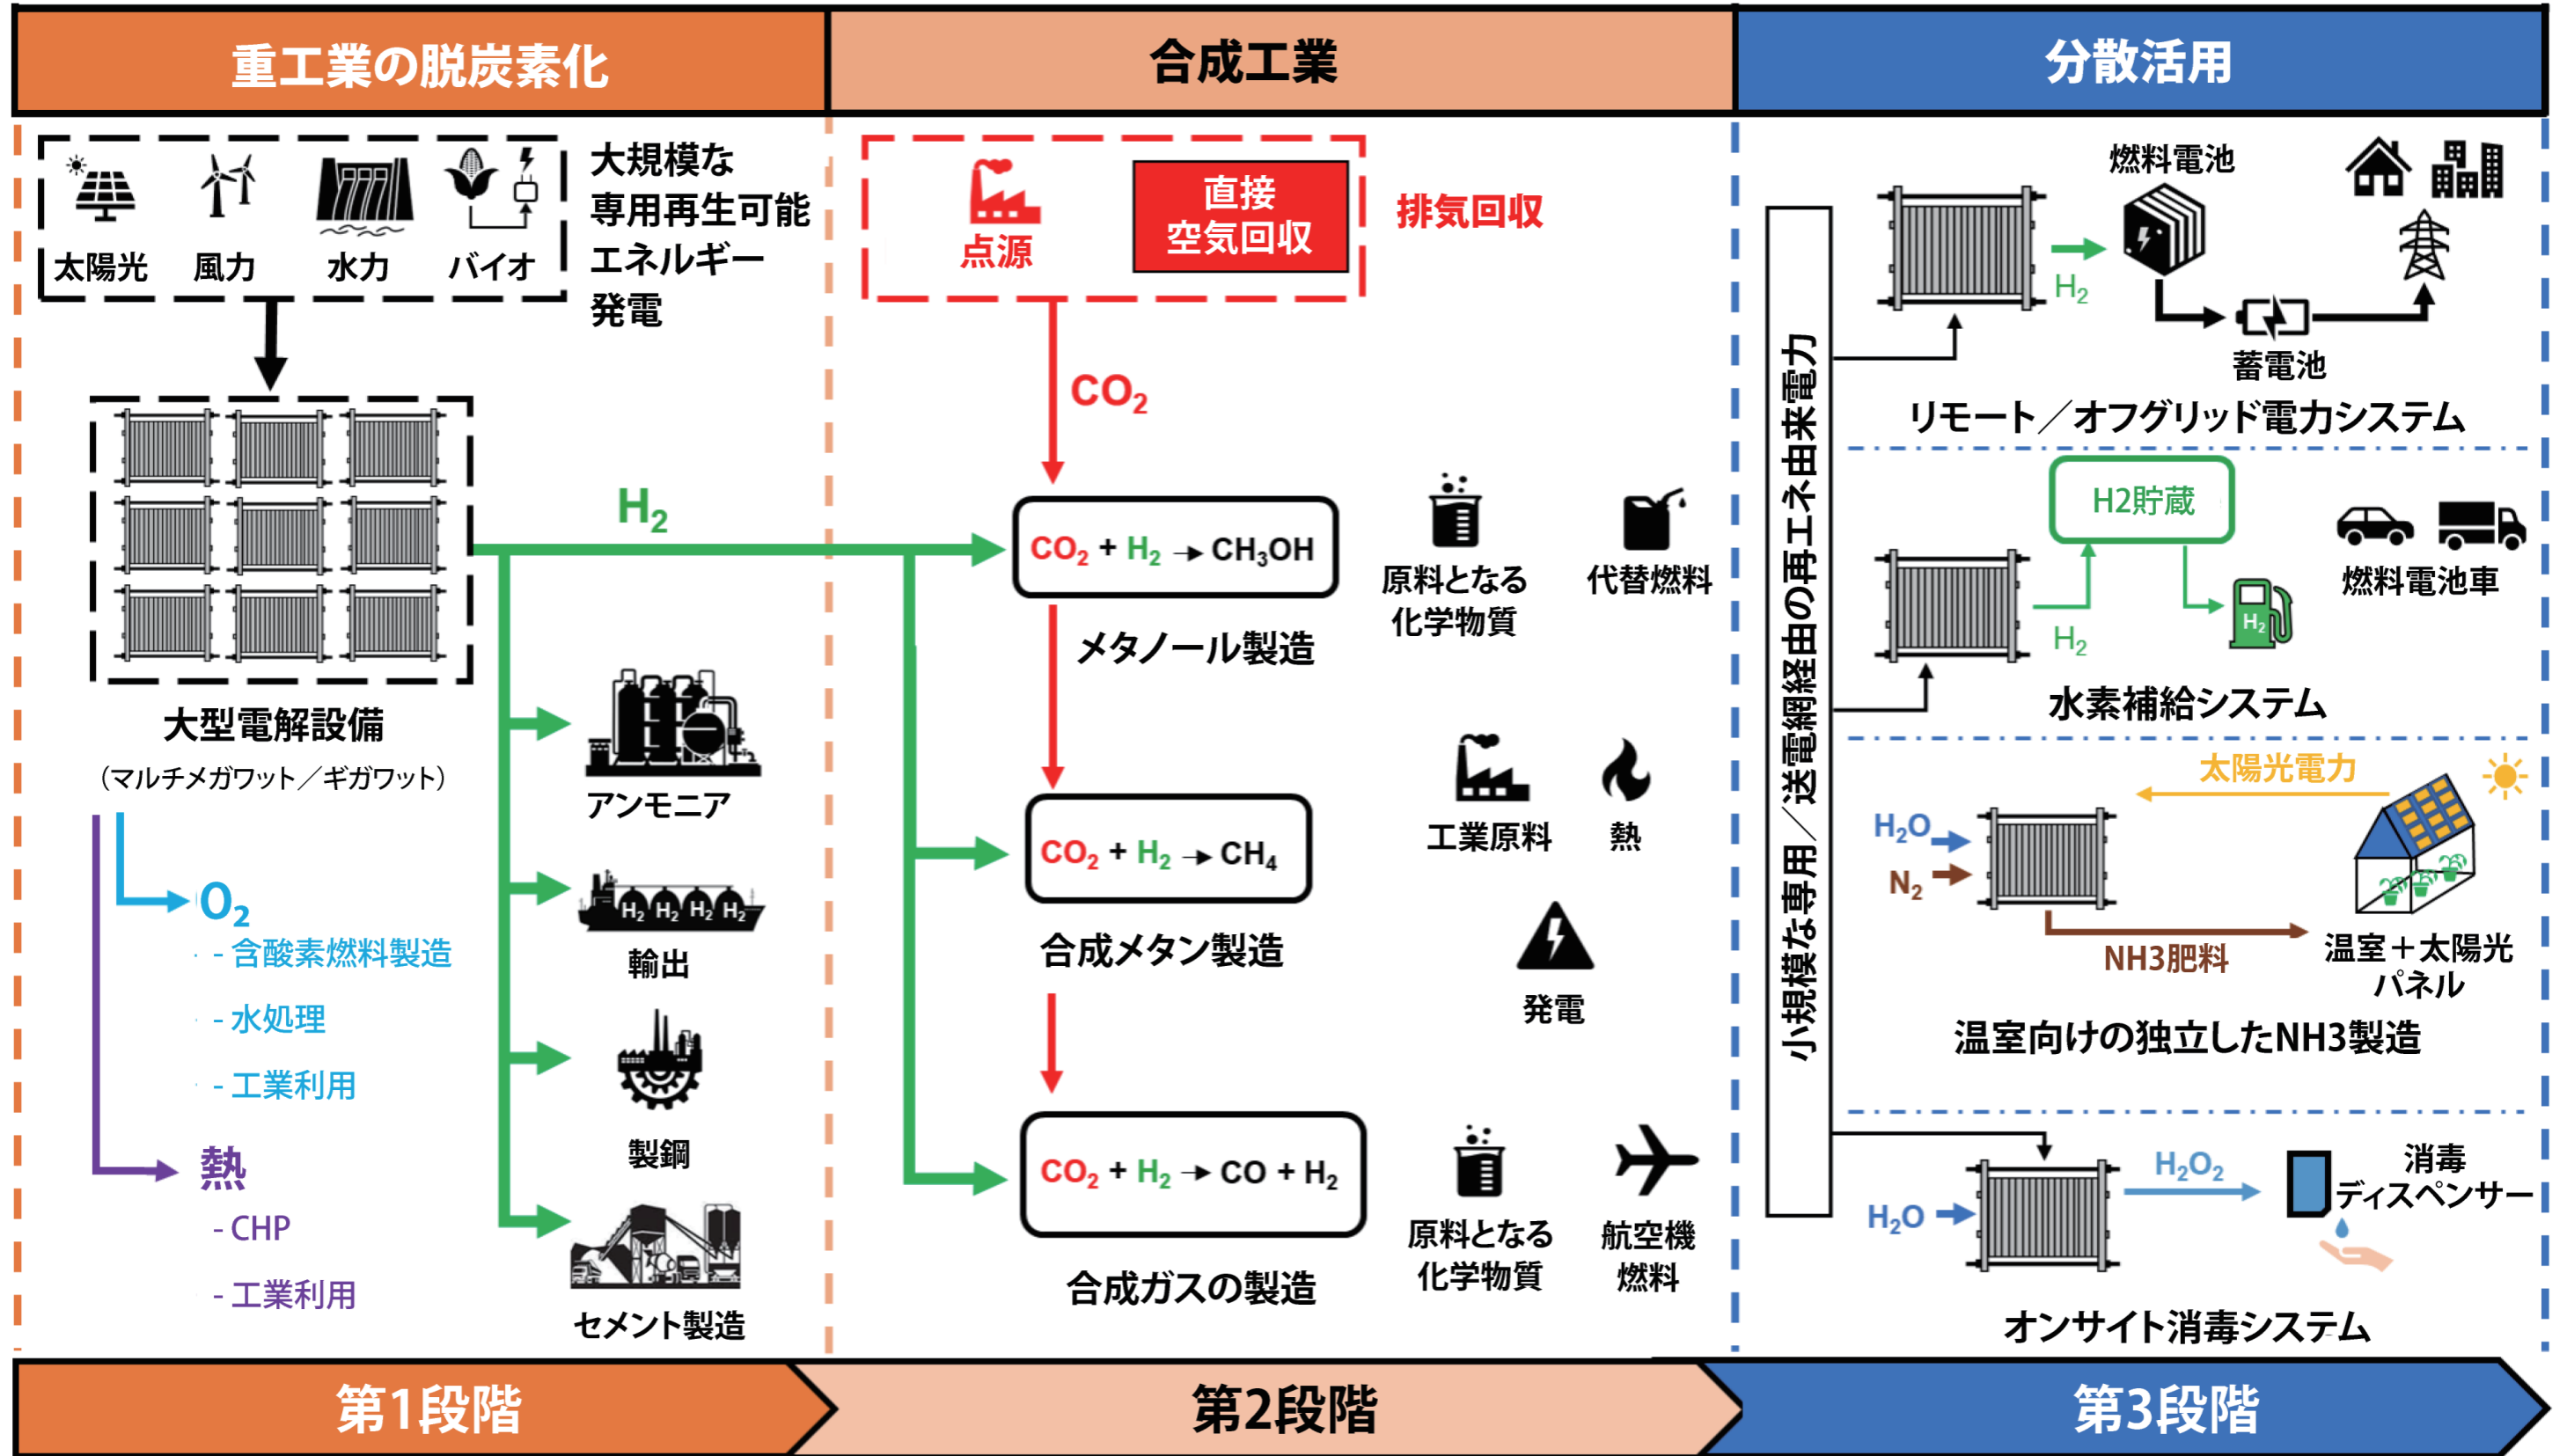 重工業の脱炭素化
合成工業
分散活用
太陽光
風力
水力
バイオ
大規模な
専用再生可能
エネルギー
発電
大型電解設備
（マルチメガワット／ギガワット）
O₂
- 含酸素燃料製造
- 水処理
- 工業利用
熱
- CHP
- 工業利用
H₂
アンモニア
H₂ H₂ H₂ H₂
輸出
製鋼
セメント製造
点源
直接
空気回収
排気回収
CO₂
CO₂ + H₂ → CH₃OH
メタノール製造
原料となる
化学物質
代替燃料
CO₂ + H₂ → CH₄
合成メタン製造
工業原料
熱
発電
CO₂ + H₂ → CO + H₂
合成ガスの製造
原料となる
化学物質
航空機
燃料
小規模な専用／送電網経由の再エネ由来電力
H₂
燃料電池
蓄電池
リモート／オフグリッド電力システム
H2貯蔵
H₂
H₂
燃料電池車
水素補給システム
太陽光電力
H₂O
N₂
NH3肥料
温室＋太陽光
パネル
温室向けの独立したNH3製造
H₂O
H₂O₂
消毒
ディスペンサー
オンサイト消毒システム
第1段階
第2段階
第3段階